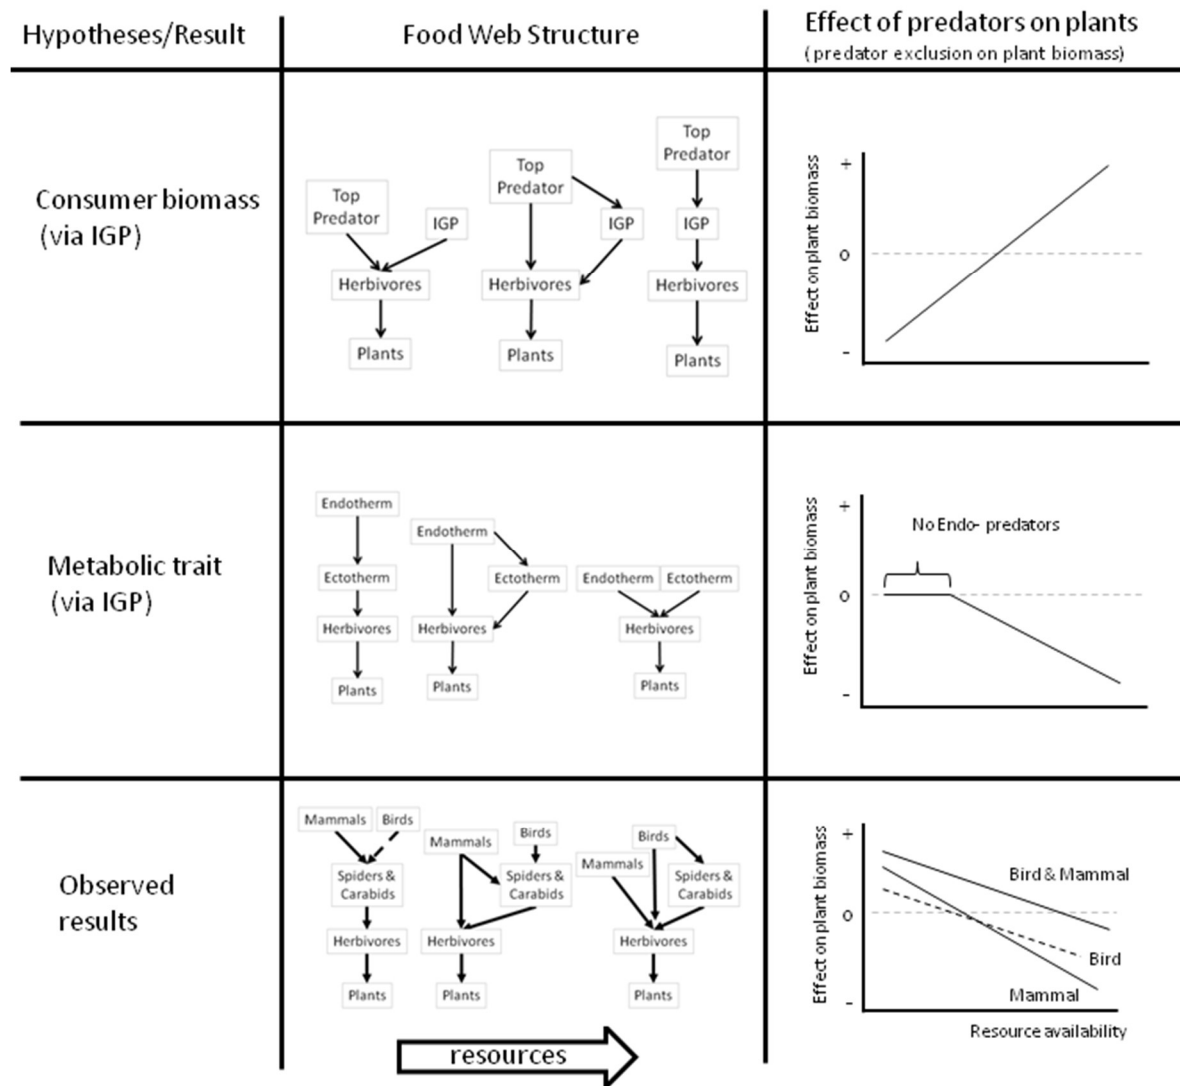 Hypotheses/Result
Food Web Structure
Effect of predators on plants
( predator exclusion on plant biomass)
Consumer biomass
(via IGP)
Top
Predator
IGP
Herbivores
Plants
Top
Predator
IGP
Herbivores
Plants
Top
Predator
IGP
Herbivores
Plants
Effect on plant biomass
+
0
-
Metabolic trait
(via IGP)
Endotherm
Ectotherm
Herbivores
Plants
Endotherm
Ectotherm
Herbivores
Plants
Endotherm
Ectotherm
Herbivores
Plants
Effect on plant biomass
+
0
-
No Endo- predators
Observed
results
Mammals
Birds
Spiders &
Carabids
Herbivores
Plants
Mammals
Birds
Spiders &
Carabids
Herbivores
Plants
Mammals
Birds
Spiders &
Carabids
Herbivores
Plants
resources
Effect on plant biomass
+
0
-
Bird & Mammal
Bird
Mammal
Resource availability